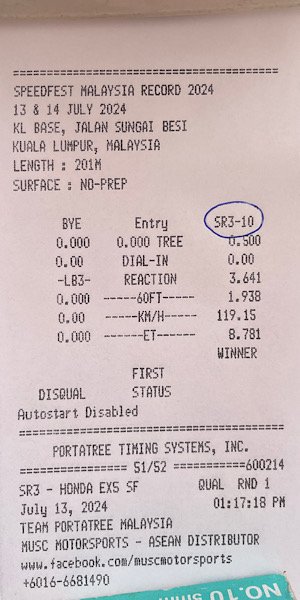 ==========================================
SPEEDFEST MALAYSIA RECORD 2024
13 & 14 JULY 2024
KL BASE, JALAN SUNGAI BESI
KUALA LUMPUR, MALAYSIA
LENGTH : 201M
SURFACE : NO-PREP
BYE Entry SR3-10
0.000 0.000 TREE 0.500
0.00 DIAL-IN 0.00
-LB3- REACTION 3.641
0.000 ------60FT------ 1.938
0.00 ------KM/H------ 119.15
0.000 -------ET------- 8.781
WINNER
FIRST
DISQUAL STATUS
Autostart Disabled
==========================================
PORTATREE TIMING SYSTEMS, INC.
================= 51/52 ===========600214
SR3 - HONDA EX5 SF QUAL RND 1
July 13, 2024 01:17:18 PM
TEAM PORTATREE MALAYSIA
MUSC MOTORSPORTS - ASEAN DISTRIBUTOR
www.facebook.com/muscmotorsports
+6016-6681490